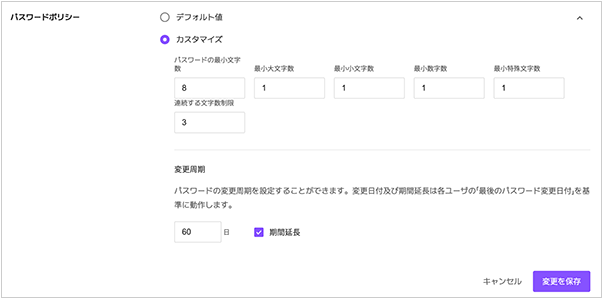 パスワードポリシー
デフォルト値
カスタマイズ
パスワードの最小文字
数
最小大文字数
最小小文字数
最小数字数
最小特殊文字数
8
1
1
1
1
連続する文字数制限
3
変更周期
パスワードの変更周期を設定することができます。変更日付及び期間延長は各ユーザの「最後のパスワード変更日付」を基
準に動作します。
60
日
期間延長
キャンセル
変更を保存